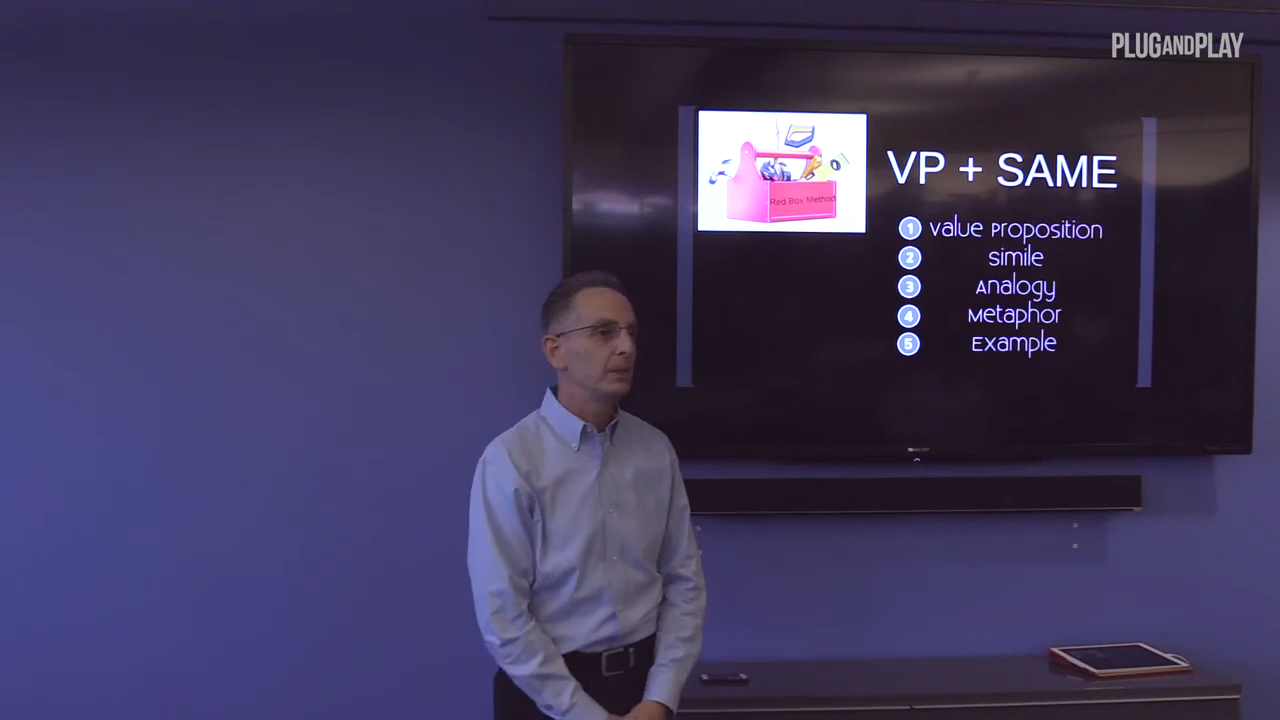 PLUGANDPLAY
VP + SAME
Red Box Method
1 Value Proposition
2 Simile
3 Analogy
4 Metaphor
5 Example